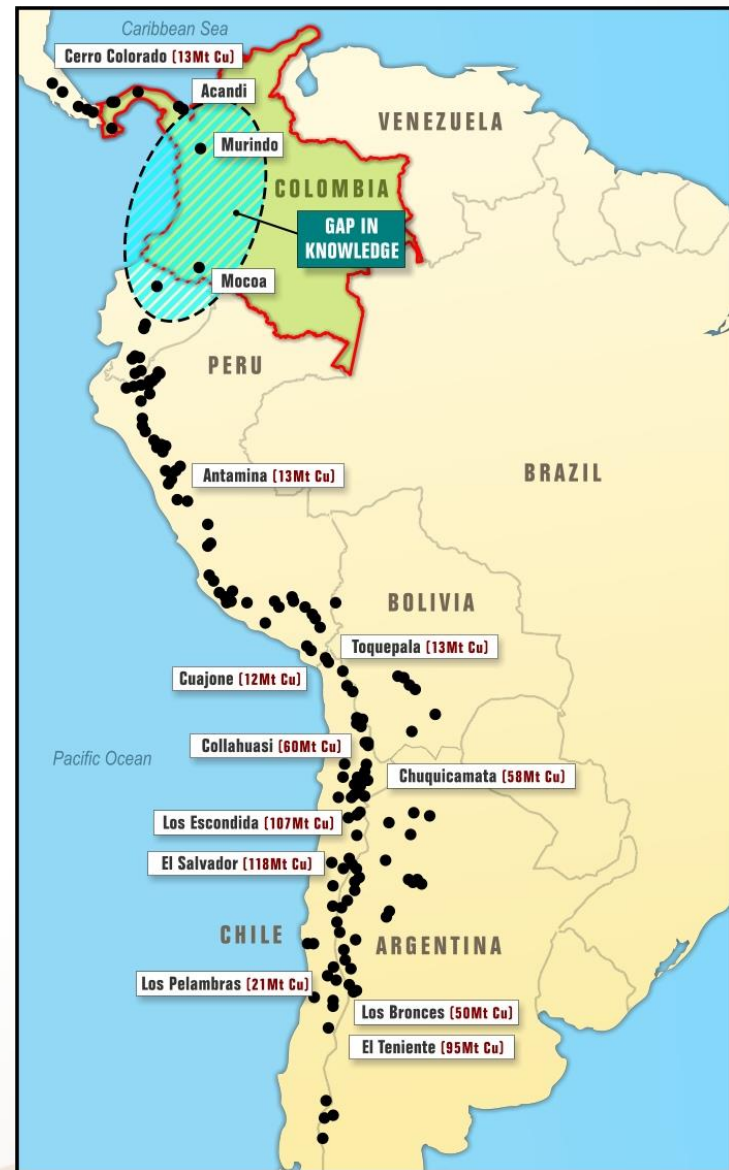 Caribbean Sea
Cerro Colorado (13Mt Cu)
Acandi
VENEZUELA
Murindo
COLOMBIA
GAP IN
KNOWLEDGE
Mocoa
PERU
Antamina (13Mt Cu)
BRAZIL
BOLIVIA
Toquepala (13Mt Cu)
Cuajone (12Mt Cu)
Collahuasi (60Mt Cu)
Pacific Ocean
Chuquicamata (58Mt Cu)
Los Escondida (107Mt Cu)
El Salvador (118Mt Cu)
CHILE
ARGENTINA
Los Pelambras (21Mt Cu)
Los Bronces (50Mt Cu)
El Teniente (95Mt Cu)